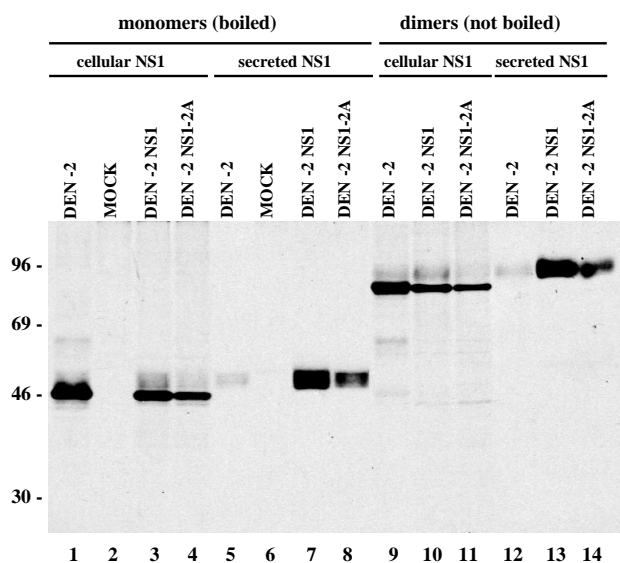 monomers (boiled) dimers (not boiled)
cellular NS1 secreted NS1 cellular NS1 secreted NS1
DEN -2 MOCK DEN -2 NS1 DEN -2 NS1-2A DEN -2 MOCK DEN -2 NS1 DEN -2 NS1-2A DEN -2 DEN -2 NS1 DEN -2 NS1-2A DEN -2 DEN -2 NS1 DEN -2 NS1-2A
96 -
69 -
46 -
30 -
1 2 3 4 5 6 7 8 9 10 11 12 13 14